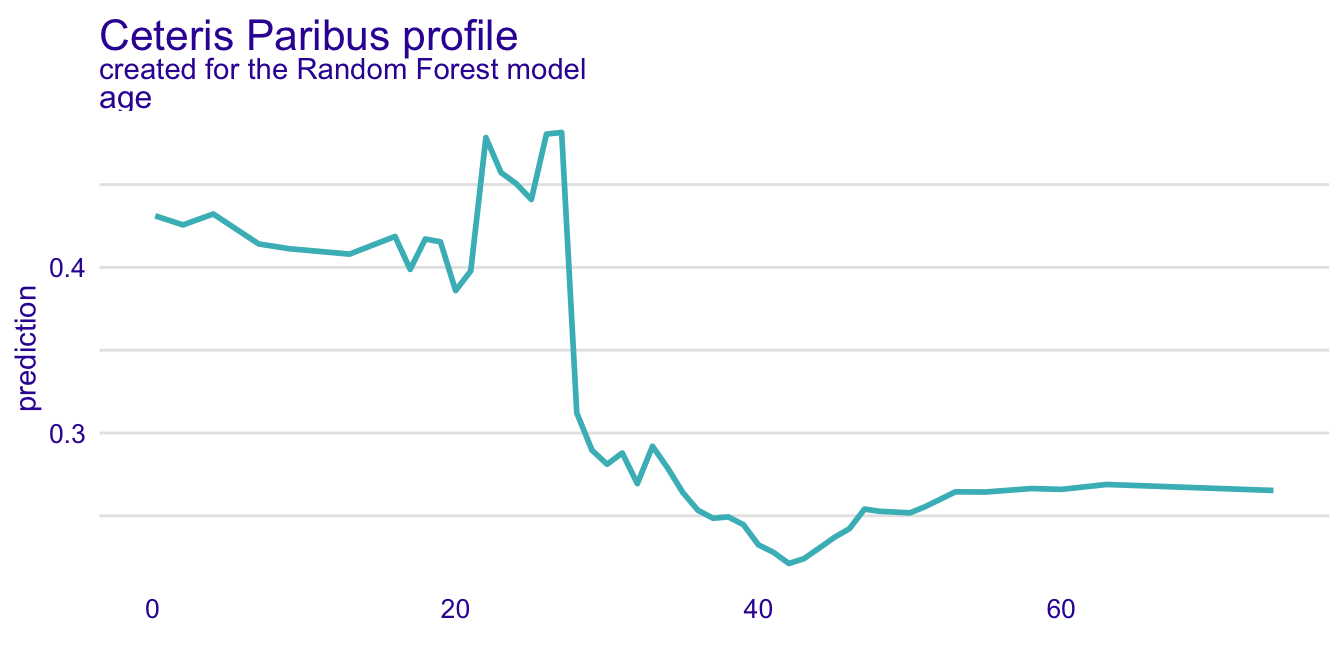 Ceteris Paribus profile
created for the Random Forest model
age
prediction
0.4
0.3
0 20 40 60